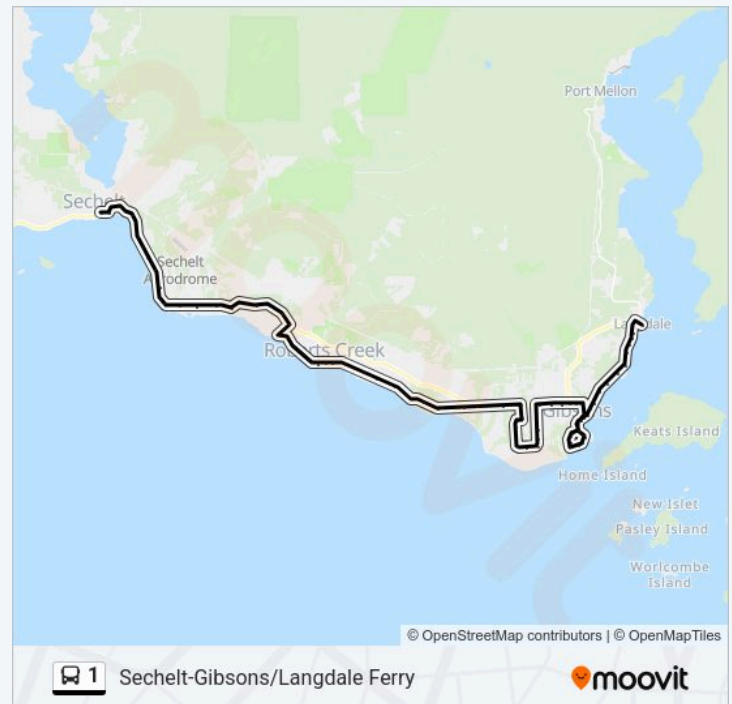 Port Mellon
Sechelt
Sechelt
Aerodrome
Langdale
Roberts Creek
Gibsons
Keats Island
Home Island
New Islet
Pasley Island
Worlcombe
Island
© OpenStreetMap contributors | © OpenMapTiles
1 Sechelt-Gibsons/Langdale Ferry
moovit